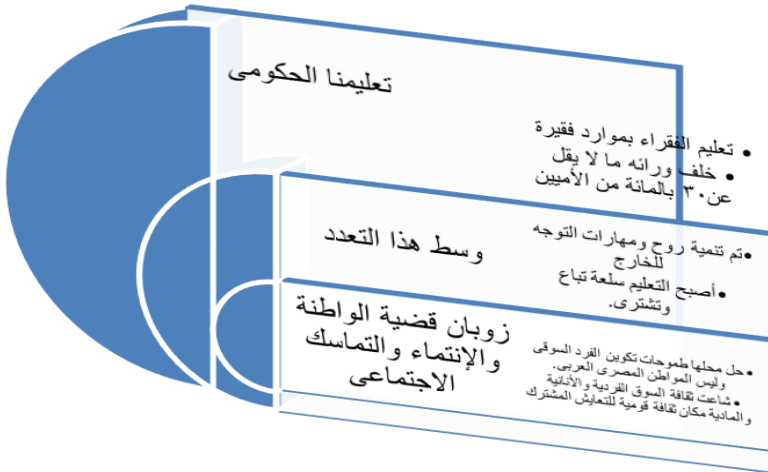 تعليمنا الحكومى
• تعليم الفقراء بموارد فقيرة
• خلف ورائه ما لا يقل
عن٣٠ بالمائة من الأميين
وسط هذا التعدد
•تم تنمية روح ومهارات التوجه
للخارج
•أصبح التعليم سلعة تباع
وتشترى.
زوبان قضية الواطنة
والإنتماء والتماسك
الاجتماعى
•حل محلها طموحات تكوين الفرد السوقى
وليس المواطن المصرى العربى.
•شاعت ثقافة السوق الفردية والأنانية
والمادية مكان ثقافة قومية للتعايش المشترك